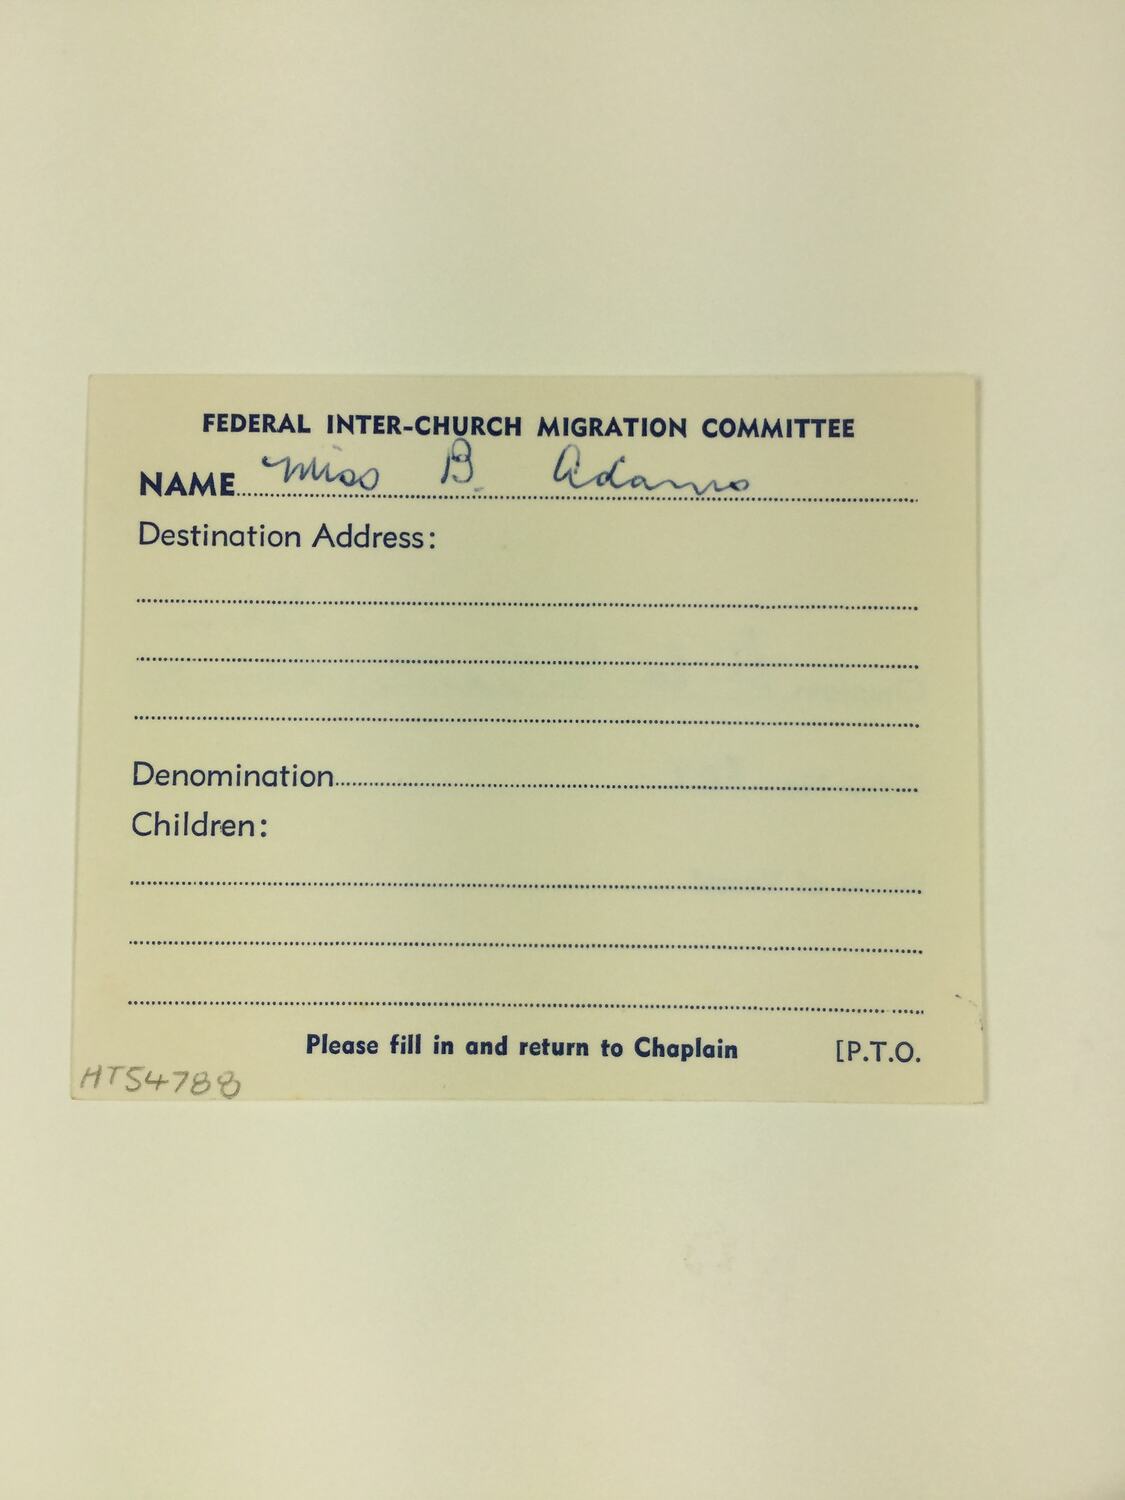 FEDERAL INTER-CHURCH MIGRATION COMMITTEE
NAME Miss B. Adams
Destination Address:
Denomination
Children:
Please fill in and return to Chaplain [P.T.O.
HT54788